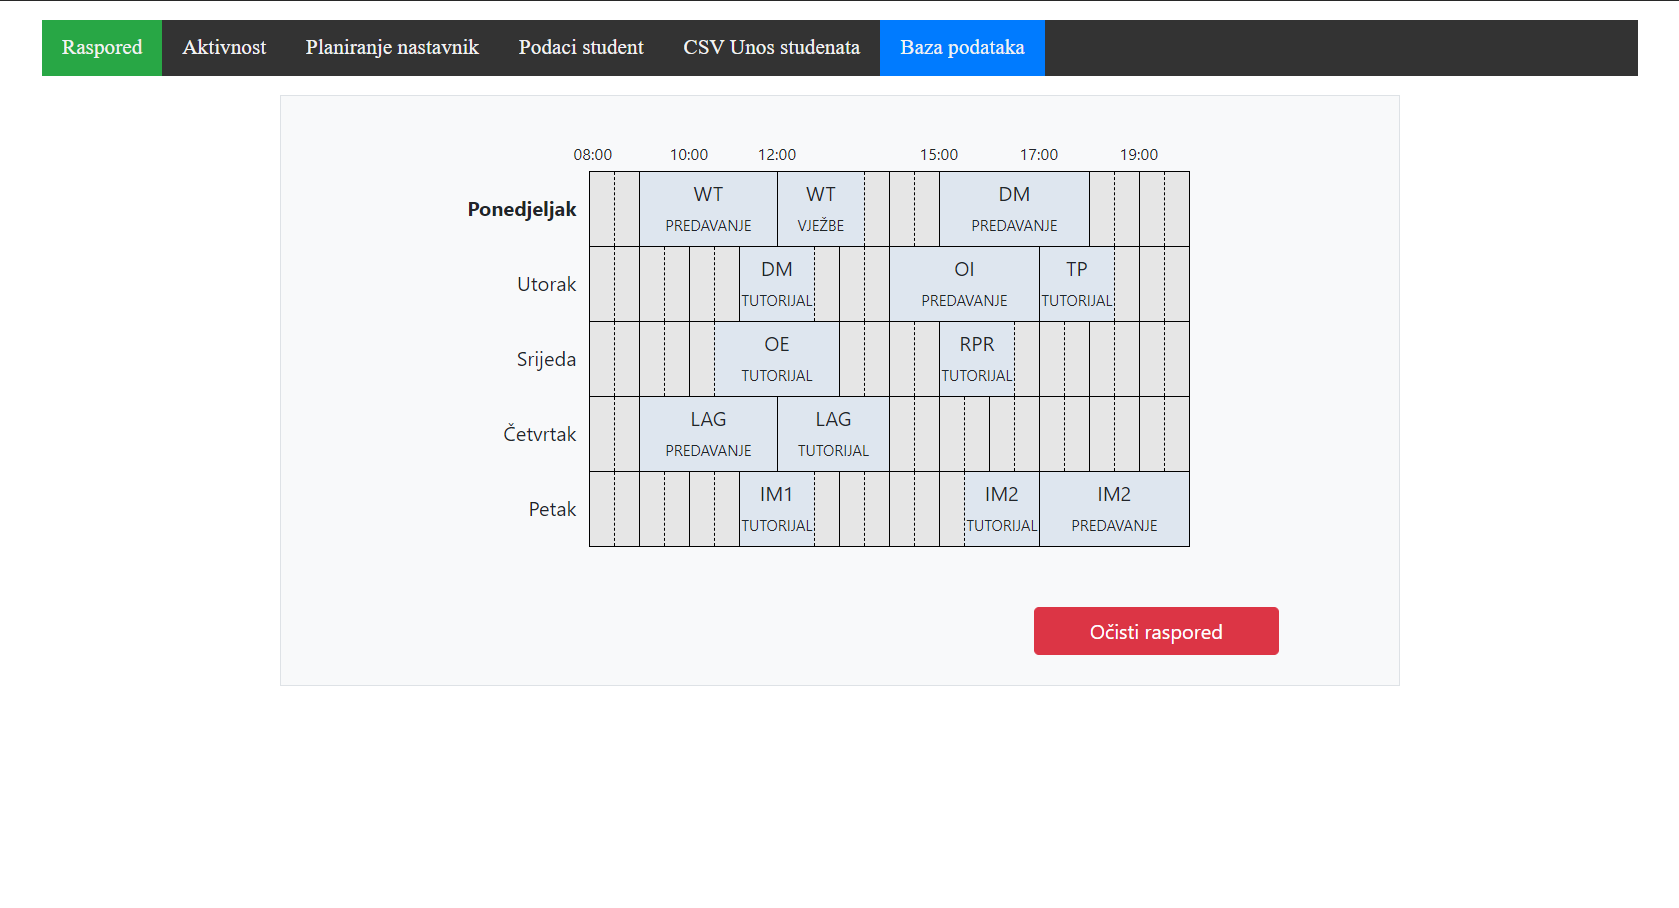 Raspored Aktivnost Planiranje nastavnik Podaci student CSV Unos studenata Baza podataka
08:00 10:00 12:00 15:00 17:00 19:00
Ponedjeljak WT WT DM
PREDAVANJE VJEŽBE PREDAVANJE
Utorak DM OI TP
TUTORIJAL PREDAVANJE TUTORIJAL
Srijeda OE RPR
TUTORIJAL TUTORIJAL
Četvrtak LAG LAG
PREDAVANJE TUTORIJAL
Petak IM1 IM2 IM2
TUTORIJAL TUTORIJAL PREDAVANJE
Očisti raspored